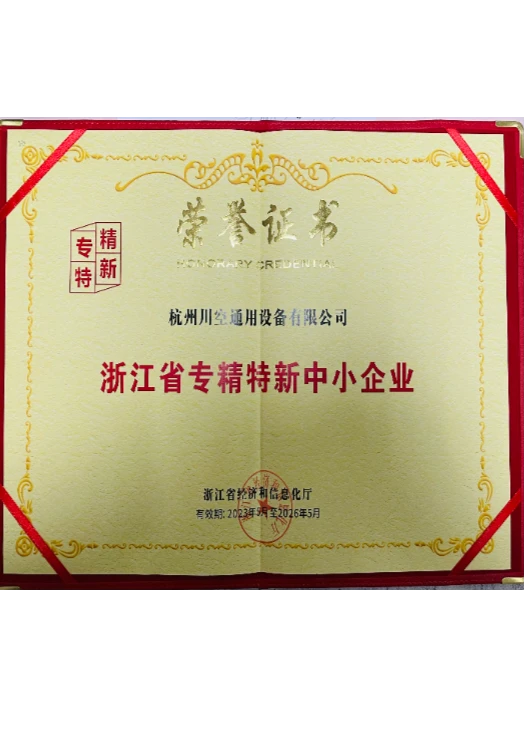 荣誉证书
HONORARY CREDENTIAL
专精
特新
杭州川空通用设备有限公司
浙江省专精特新中小企业
浙江省经济和信息化厅
有效期: 2023年5月至2026年5月